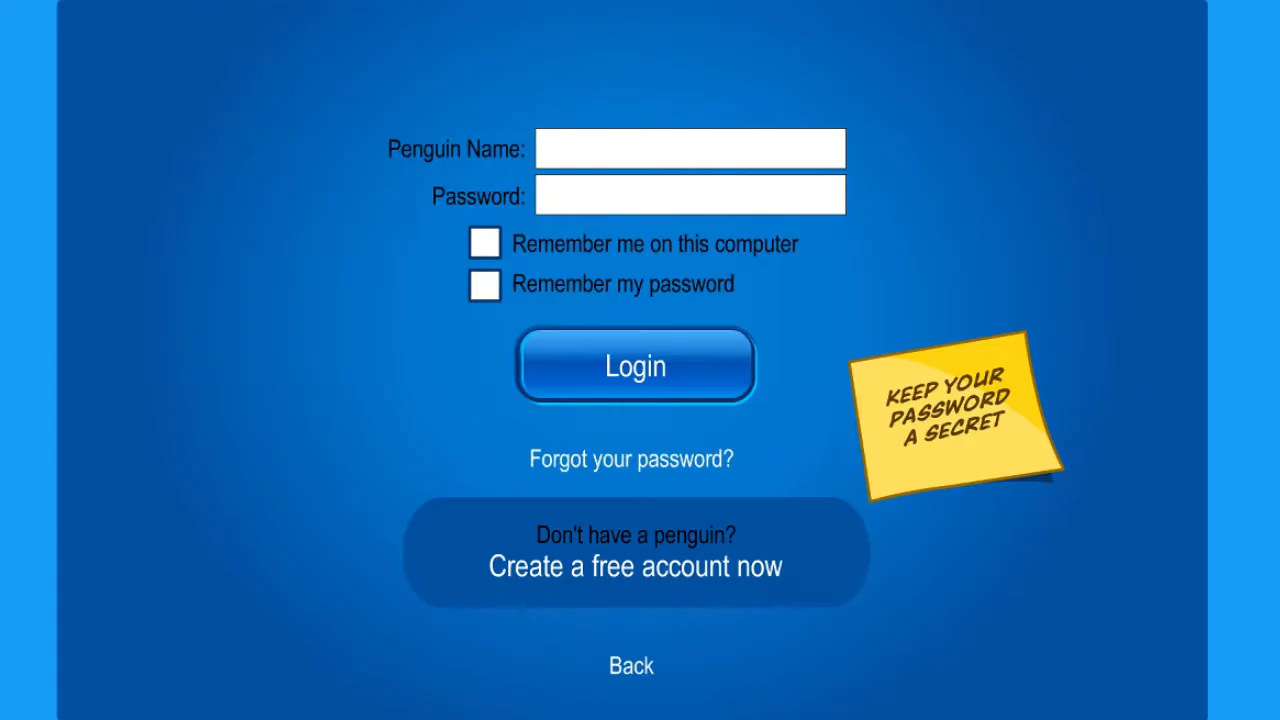 Penguin Name:
Password:
Remember me on this computer
Remember my password
Login
KEEP YOUR
PASSWORD
A SECRET
Forgot your password?
Don't have a penguin?
Create a free account now
Back